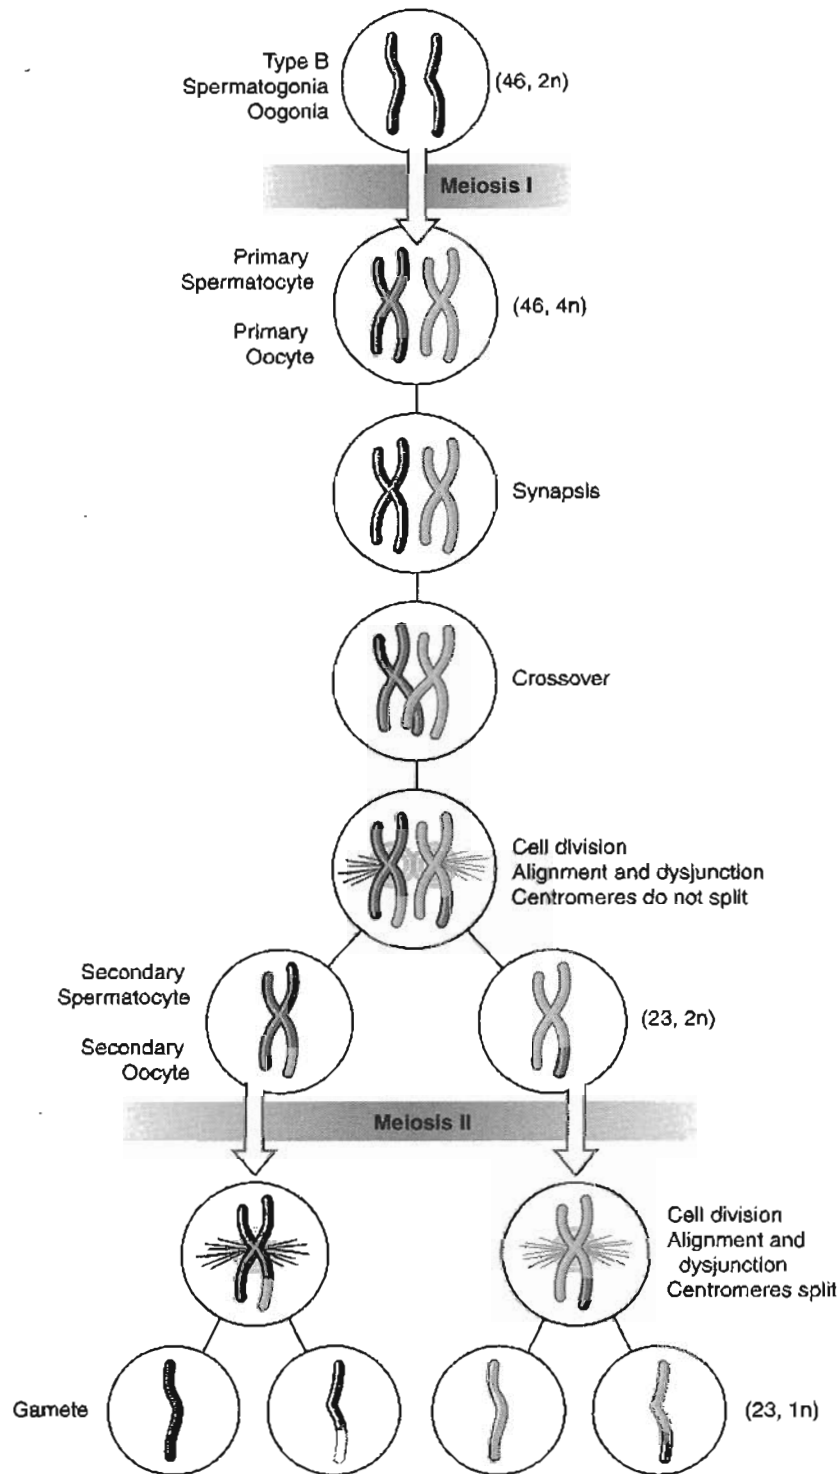 Type B
Spermatogonia
Oogonia
(46, 2n)
Meiosis I
Primary
Spermatocyte
Primary
Oocyte
(46, 4n)
Synapsis
Crossover
Cell division
Alignment and dysjunction
Centromeres do not split
Secondary
Spermatocyte
Secondary
Oocyte
(23, 2n)
Meiosis II
Cell division
Alignment and
dysjunction
Centromeres split
Gamete
(23, 1n)